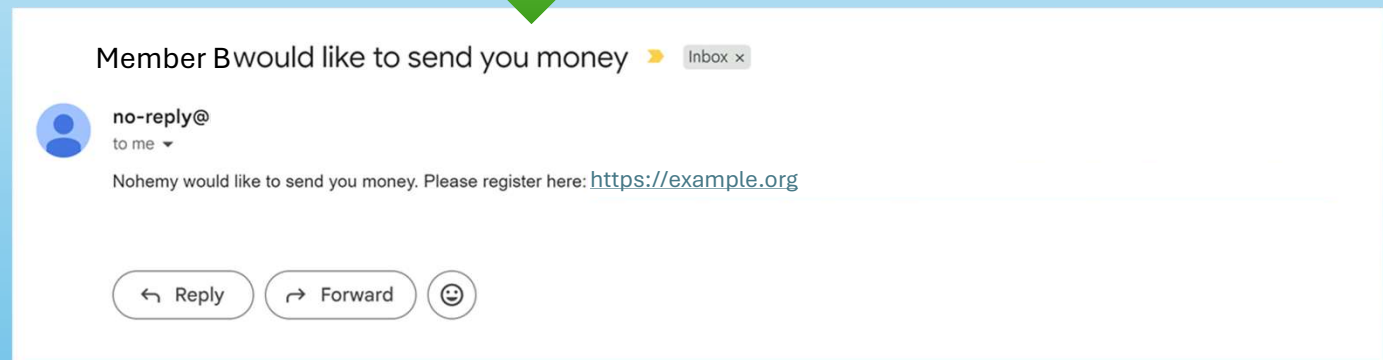 Member B would like to send you money Inbox ×
no-reply@
to me
Nohemy would like to send you money. Please register here: https://example.org
Reply Forward